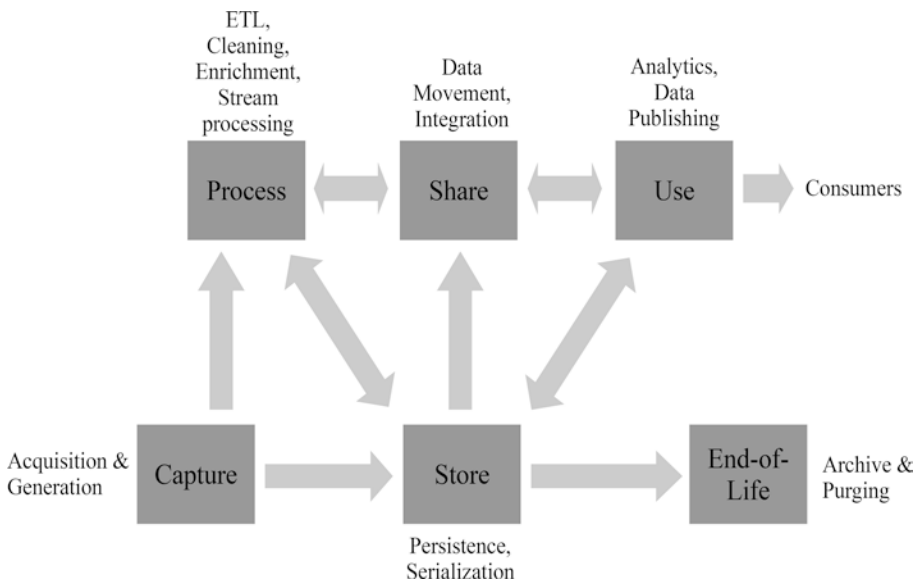 ETL,
Cleaning,
Enrichment,
Stream
processing
Data
Movement,
Integration
Analytics,
Data
Publishing
Process
Share
Use
Consumers
Acquisition &
Generation
Capture
Store
End-of-
Life
Archive &
Purging
Persistence,
Serialization